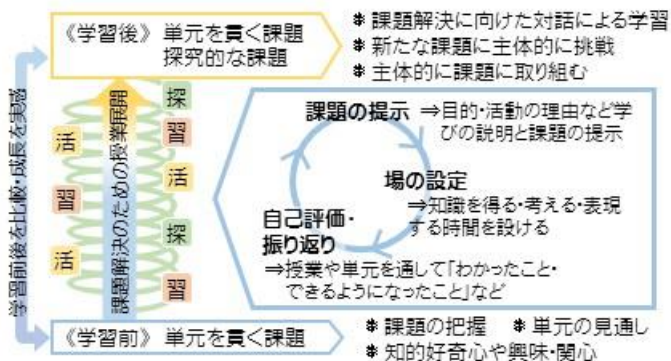 《学習後》 単元を貫く課題
探究的な課題
＊課題解決に向けた対話による学習
＊新たな課題に主体的に挑戦
＊主体的に課題に取り組む
学習前後を比較・成長を実感
課題解決のための授業展開
探
習
活
活
習
探
活
習
課題の提示 ⇒目的・活動の理由など学
びの説明と課題の提示
場の設定
⇒知識を得る・考える・表現
する時間を設ける
自己評価・
振り返り
⇒授業や単元を通して「わかったこと・
できるようになったこと」など
《学習前》 単元を貫く課題
＊課題の把握 ＊単元の見通し
＊知的好奇心や興味・関心